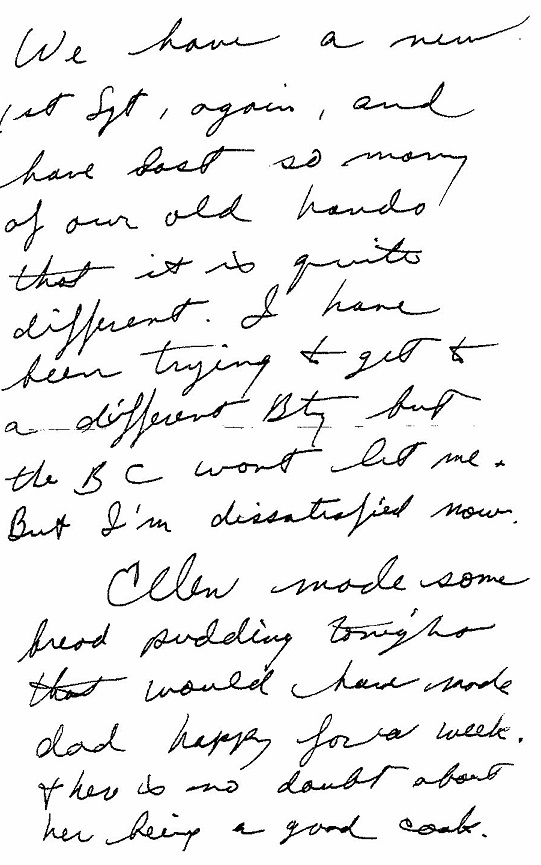 We have a new
1st Sgt, again, and
have lost so many
of our old hands
that it is quite
different. I have
been trying to get to
a different Bty but
the B C wont let me.
But I'm dissatisfied now.
Ellen made some
bread pudding tonight
that would have made
dad happy for a week.
There is no doubt about
her being a good cook.